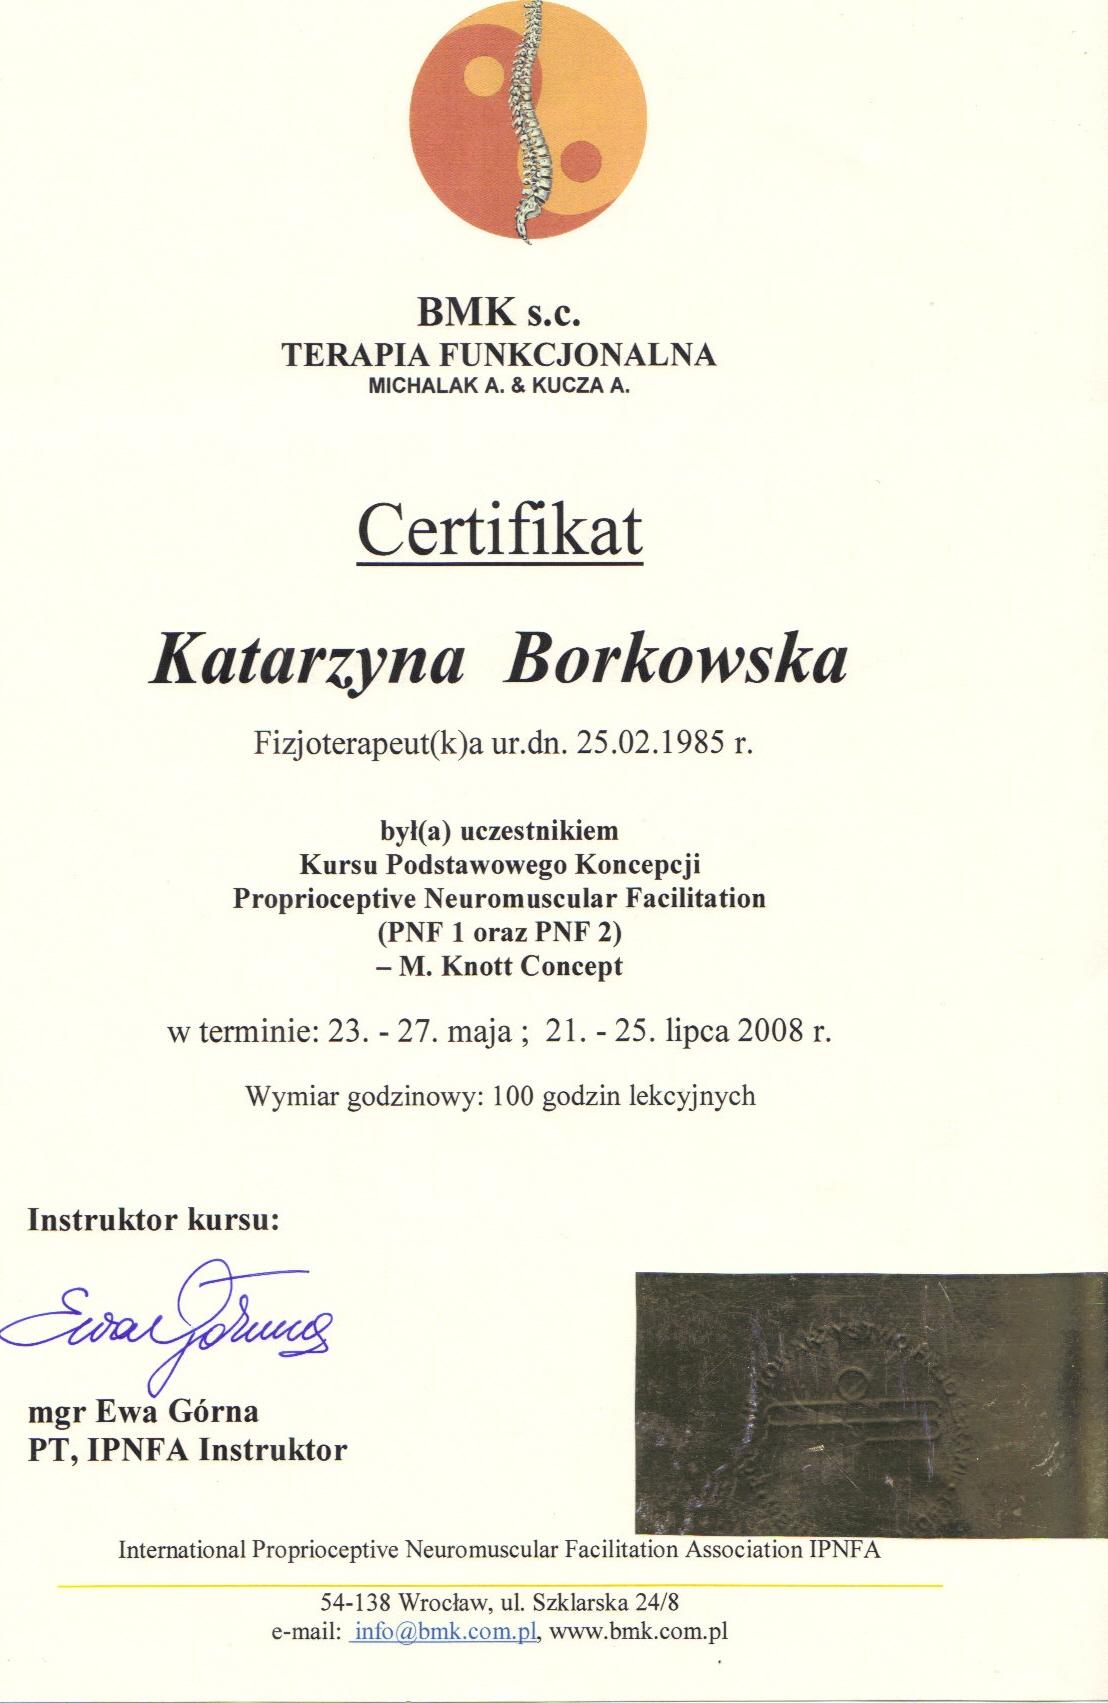 BMK s.c.
TERAPIA FUNKCJONALNA
MICHALAK A. & KUCZA A.
Certifikat
Katarzyna Borkowska
Fizjoterapeut(k)a ur.dn. 25.02.1985 r.
był(a) uczestnikiem
Kursu Podstawowego Koncepcji
Proprioceptive Neuromuscular Facilitation
(PNF 1 oraz PNF 2)
– M. Knott Concept
w terminie: 23. - 27. maja ; 21. - 25. lipca 2008 r.
Wymiar godzinowy: 100 godzin lekcyjnych
Instruktor kursu:
Ewa Górna
mgr Ewa Górna
PT, IPNFA Instruktor
International Proprioceptive Neuromuscular Facilitation Association IPNFA
54-138 Wrocław, ul. Szklarska 24/8
e-mail: info@bmk.com.pl, www.bmk.com.pl